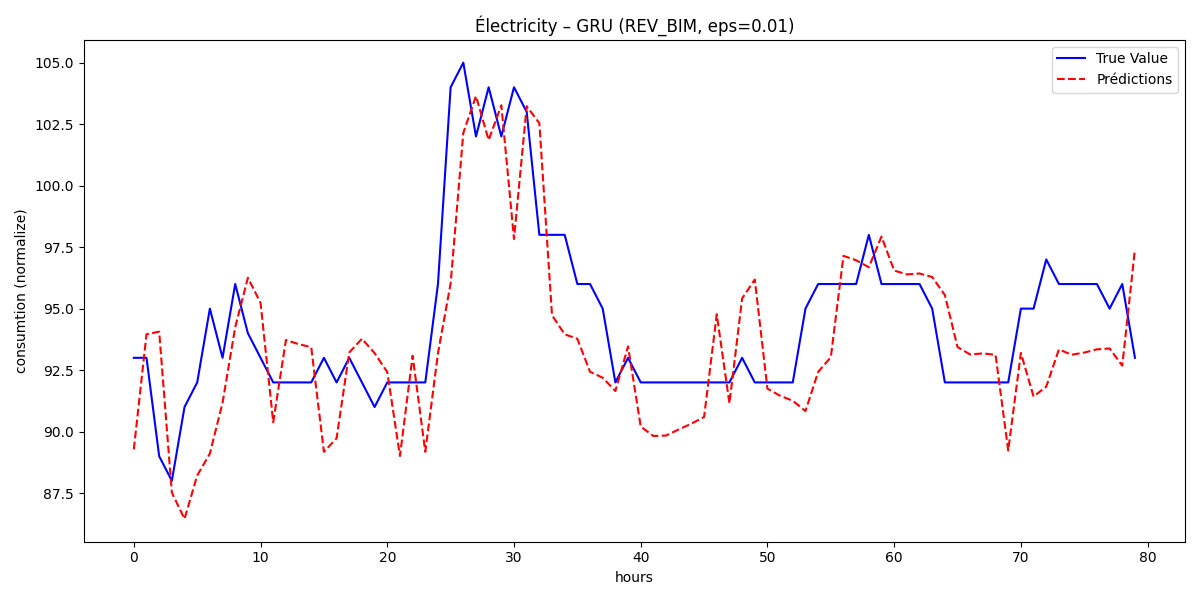 Électricity – GRU (REV_BIM, eps=0.01)
True Value
Prédictions
consumtion (normalize)
105.0
102.5
100.0
97.5
95.0
92.5
90.0
87.5
0 10 20 30 40 50 60 70 80
hours